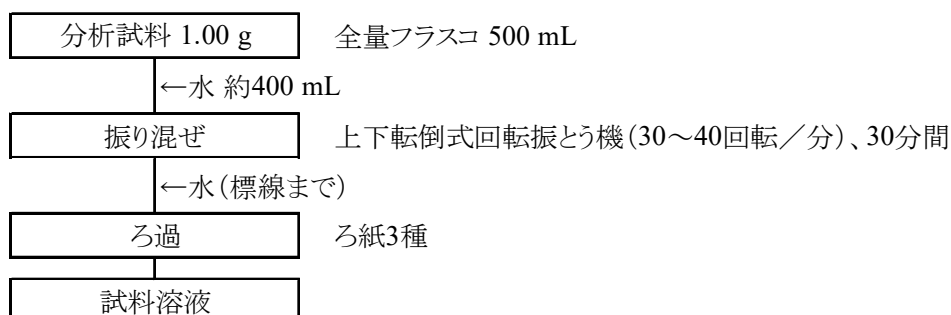 分析試料 1.00 g 全量フラスコ 500 mL
←水 約400 mL
振り混ぜ 上下転倒式回転振とう機（30～40回転／分）、30分間
←水（標線まで）
ろ過 ろ紙3種
試料溶液